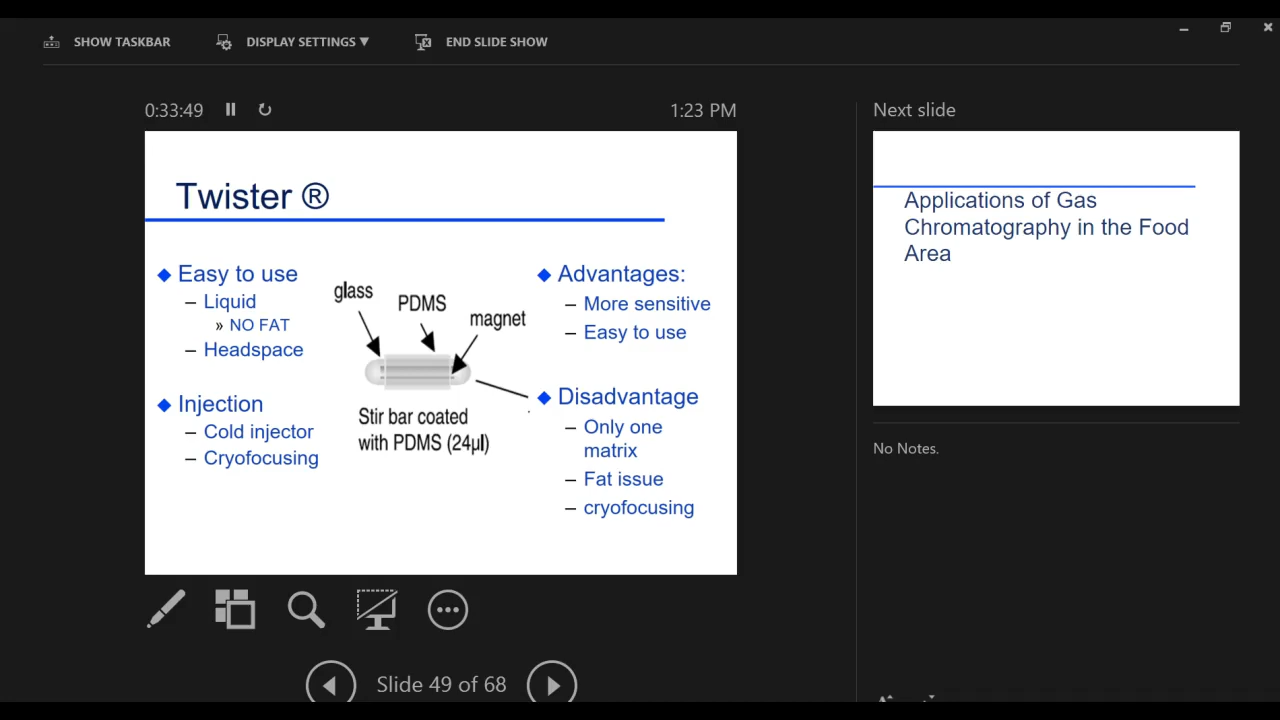 SHOW TASKBAR
DISPLAY SETTINGS ▼
END SLIDE SHOW
0:33:49
1:23 PM
Twister ®
Easy to use
– Liquid
» NO FAT
– Headspace
Injection
– Cold injector
– Cryofocusing
glass
PDMS
magnet
Stir bar coated
with PDMS (24µl)
Advantages:
– More sensitive
– Easy to use
Disadvantage
– Only one
matrix
– Fat issue
– cryofocusing
Slide 49 of 68
Next slide
Applications of Gas
Chromatography in the Food
Area
No Notes.